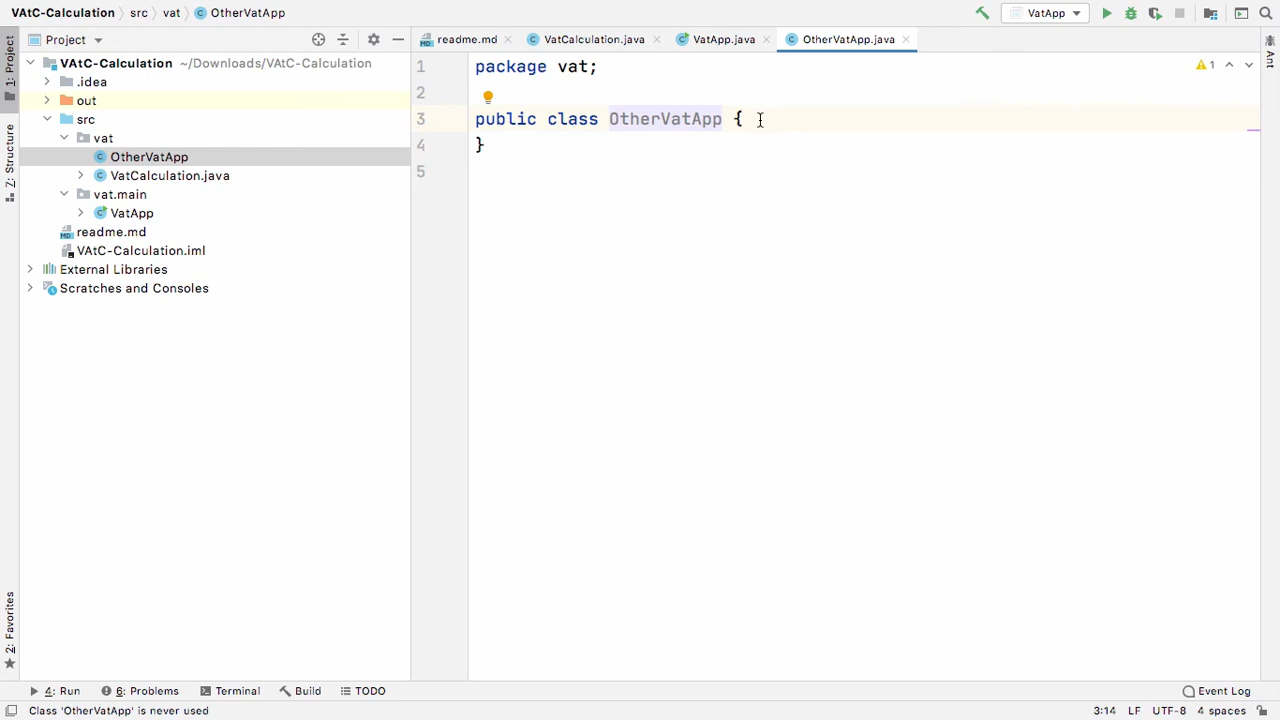 VAtC-Calculation
src
vat
OtherVatApp
VatApp
1: Project
Z: Structure
2: Favorites
Ant
Project
readme.md
VatCalculation.java
VatApp.java
OtherVatApp.java
VAtC-Calculation ~/Downloads/VAtC-Calculation
.idea
out
src
vat
OtherVatApp
VatCalculation.java
vat.main
VatApp
readme.md
VAtC-Calculation.iml
External Libraries
Scratches and Consoles
1 package vat;
1
2
3 public class OtherVatApp {
4 }
5
4: Run
6: Problems
Terminal
Build
TODO
Event Log
Class 'OtherVatApp' is never used
3:14 LF UTF-8 4 spaces